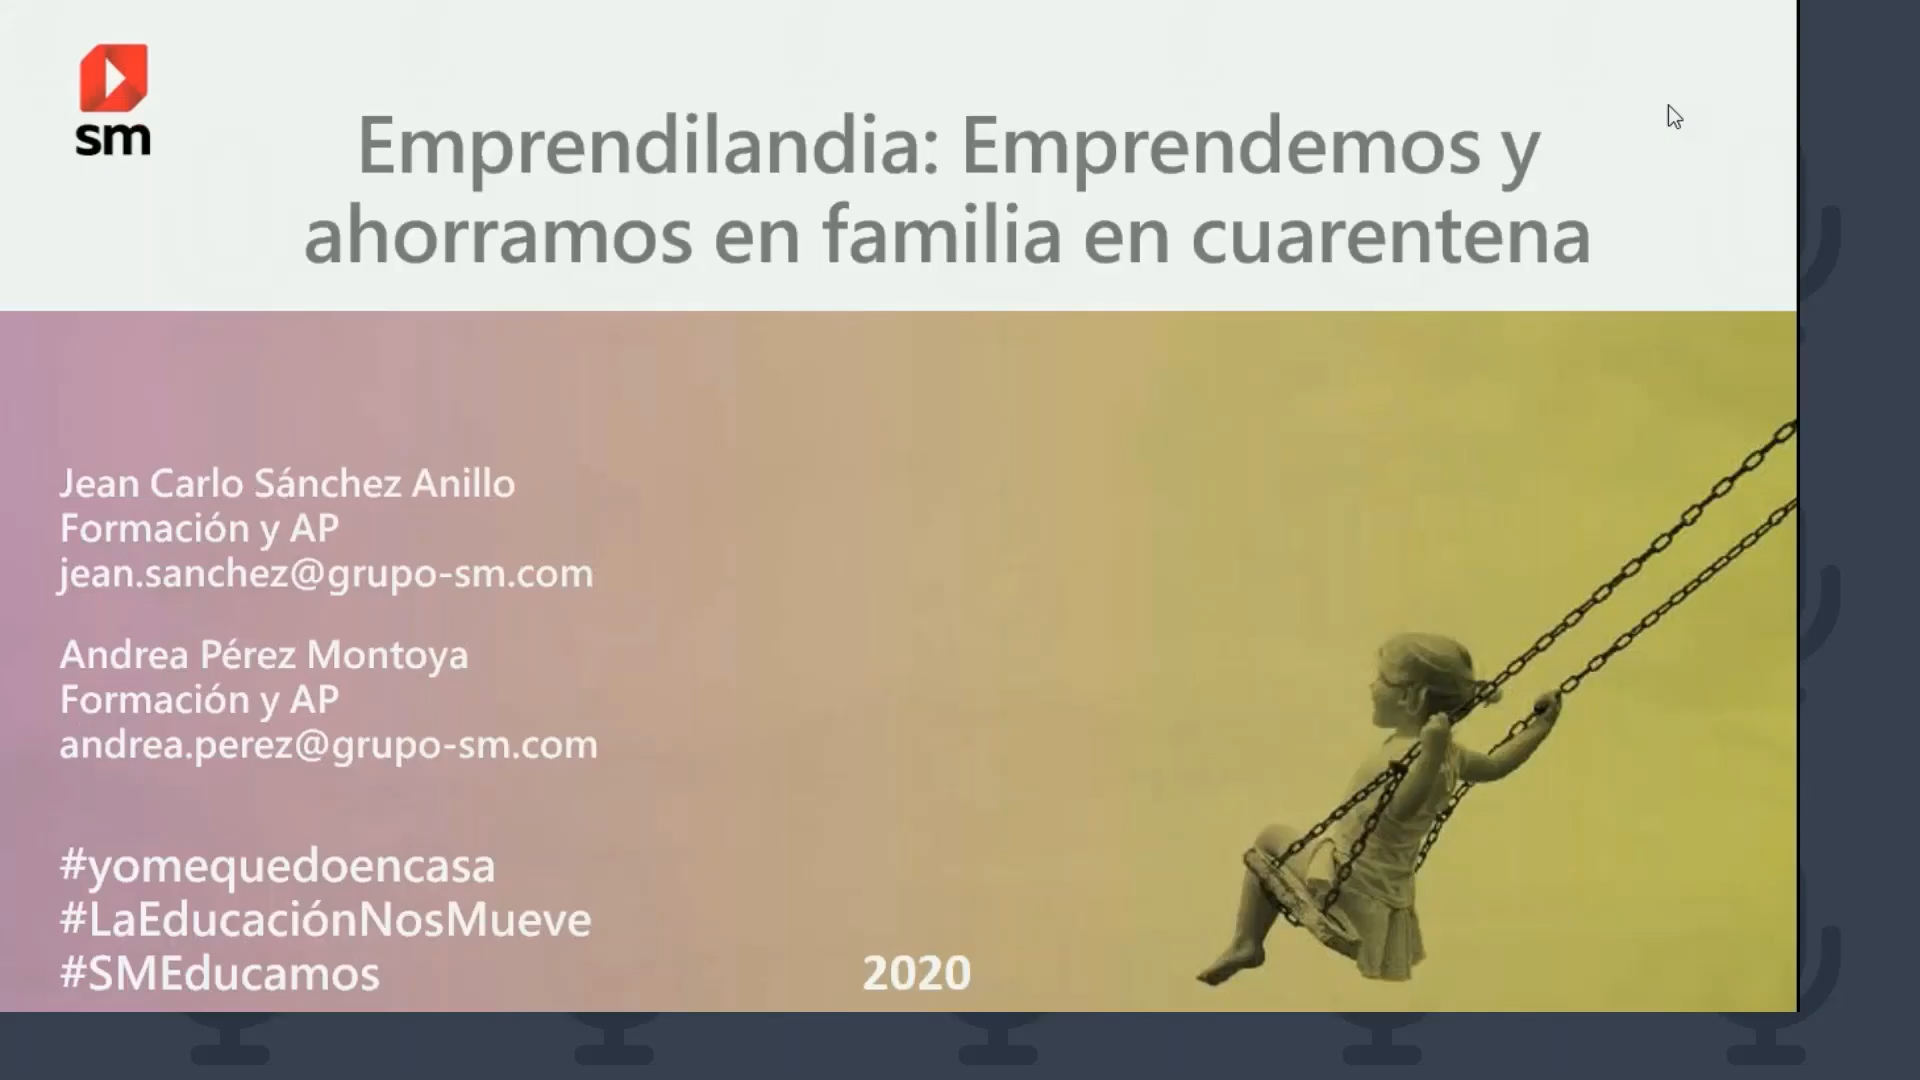 sm
Emprendilandia: Emprendemos y
ahorramos en familia en cuarentena
Jean Carlo Sánchez Anillo
Formación y AP
jean.sanchez@grupo-sm.com
Andrea Pérez Montoya
Formación y AP
andrea.perez@grupo-sm.com
#yomequedoencasa
#LaEducaciónNosMueve
#SMEducamos
2020